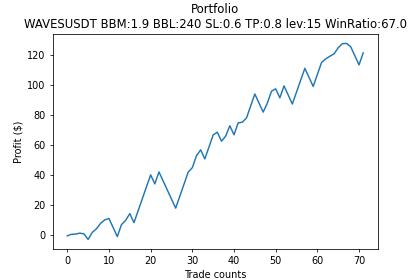 Portfolio
WAVESUSDT BBM:1.9 BBL:240 SL:0.6 TP:0.8 lev:15 WinRatio:67.0
120
100
80
60
40
20
0
Profit ($)
0 10 20 30 40 50 60 70
Trade counts